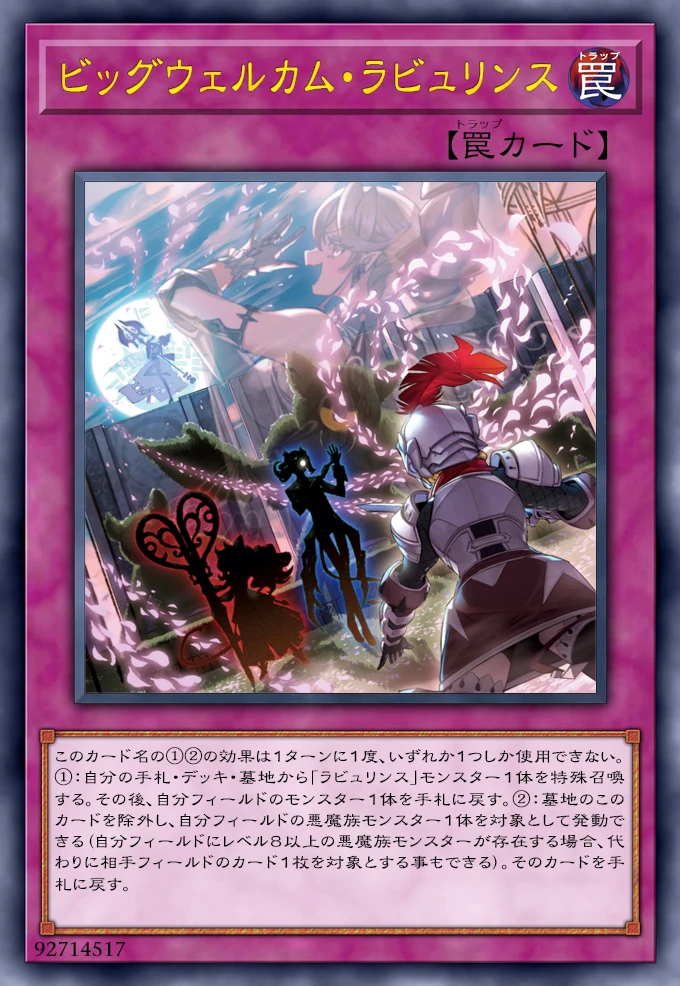 ビッグウェルカム・ラビュリンス
トラップ
罠
トラップ
【罠カード】
このカード名の①②の効果は1ターンに1度、いずれか1つしか使用できない。
①:自分の手札・デッキ・墓地から「ラビュリンス」モンスター1体を特殊召喚
する。その後、自分フィールドのモンスター1体を手札に戻す。②:墓地のこの
カードを除外し、自分フィールドの悪魔族モンスター1体を対象として発動で
きる(自分フィールドにレベル8以上の悪魔族モンスターが存在する場合、代
わりに相手フィールドのカード1枚を対象とする事もできる)。そのカードを手
札に戻す。
92714517